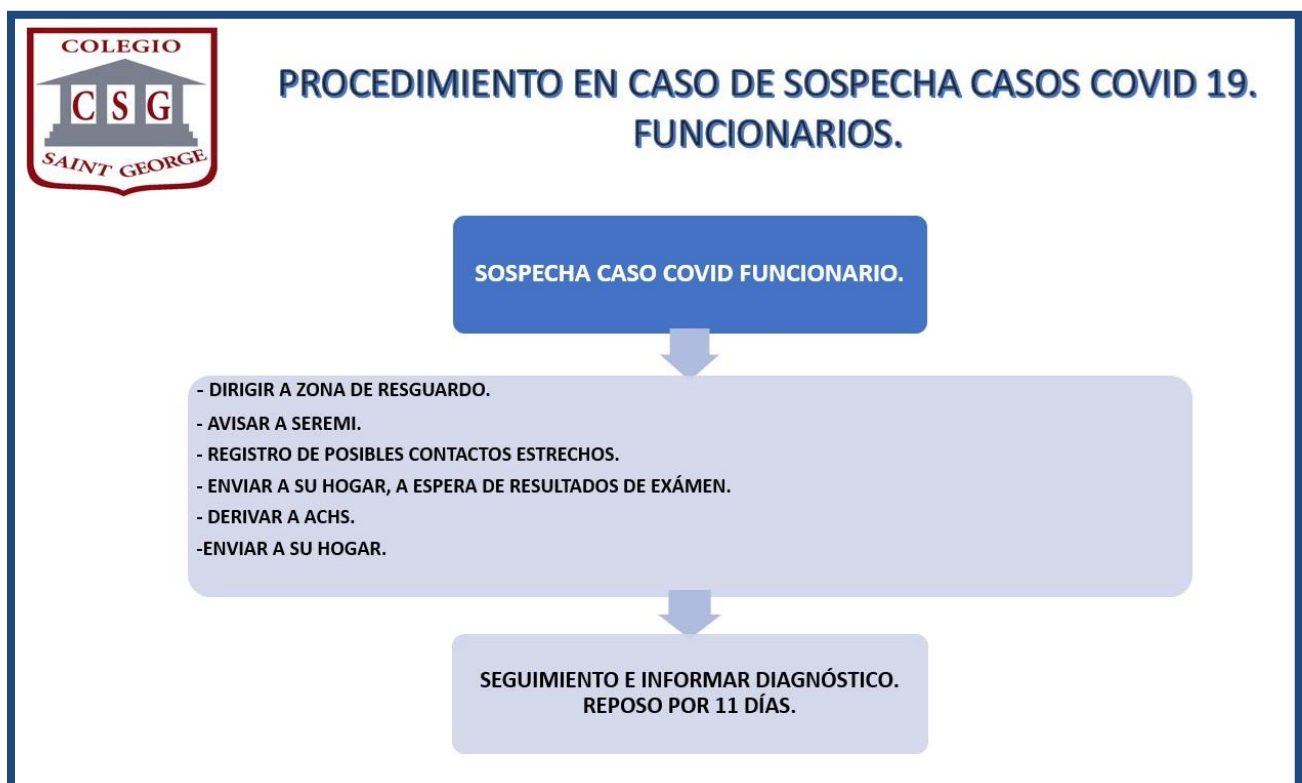 COLEGIO
CSG
SAINT GEORGE
PROCEDIMIENTO EN CASO DE SOSPECHA CASOS COVID 19.
FUNCIONARIOS.
SOSPECHA CASO COVID FUNCIONARIO.
- DIRIGIR A ZONA DE RESGUARDO.
- AVISAR A SEREMI.
- REGISTRO DE POSIBLES CONTACTOS ESTRECHOS.
- ENVIAR A SU HOGAR, A ESPERA DE RESULTADOS DE EXÁMEN.
- DERIVAR A ACHS.
-ENVIAR A SU HOGAR.
SEGUIMIENTO E INFORMAR DIAGNÓSTICO.
REPOSO POR 11 DÍAS.